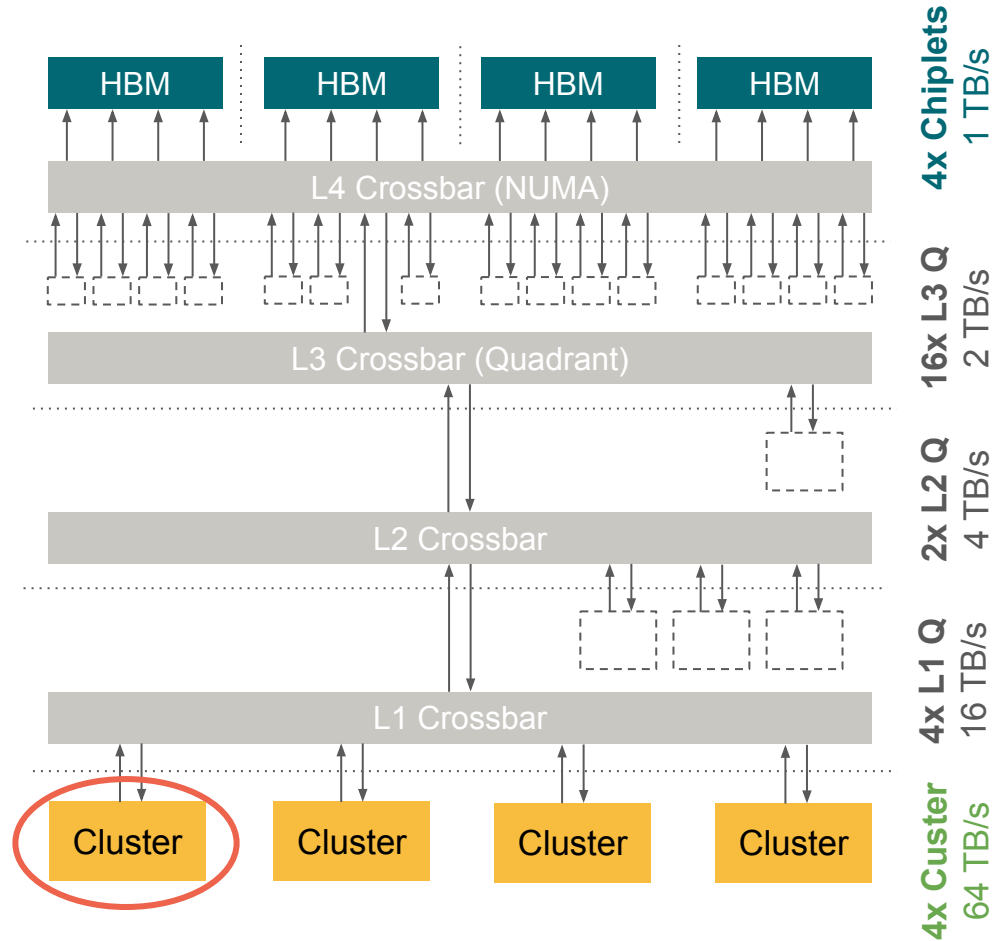 HBM
HBM
HBM
HBM
4x Chiplets
1 TB/s
L4 Crossbar (NUMA)
16x L3 Q
2 TB/s
L3 Crossbar (Quadrant)
2x L2 Q
4 TB/s
L2 Crossbar
4x L1 Q
16 TB/s
L1 Crossbar
Cluster
Cluster
Cluster
Cluster
4x Custer
64 TB/s